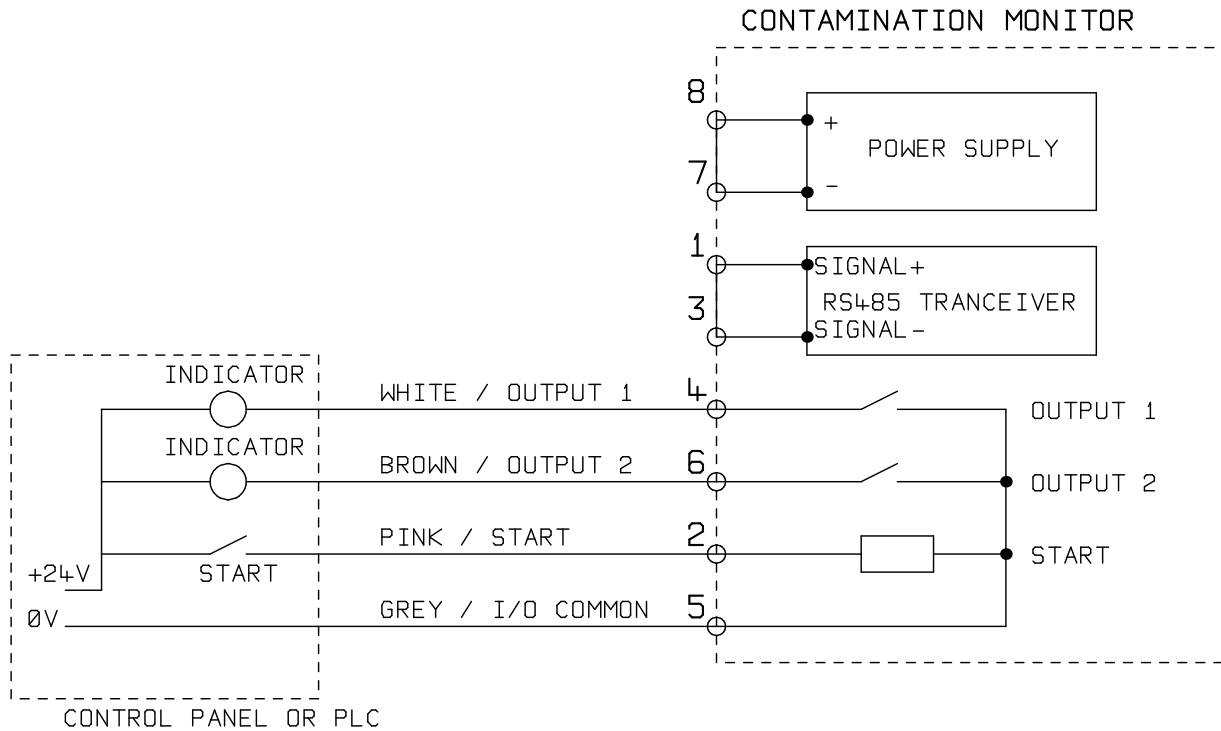 CONTAMINATION MONITOR
8
+
POWER SUPPLY
7
-
1
SIGNAL+
RS485 TRANCEIVER
3
SIGNAL-
INDICATOR
WHITE / OUTPUT 1
4
OUTPUT 1
INDICATOR
BROWN / OUTPUT 2
6
OUTPUT 2
PINK / START
2
START
START
+24V
GREY / I/O COMMON
5
0V
CONTROL PANEL OR PLC